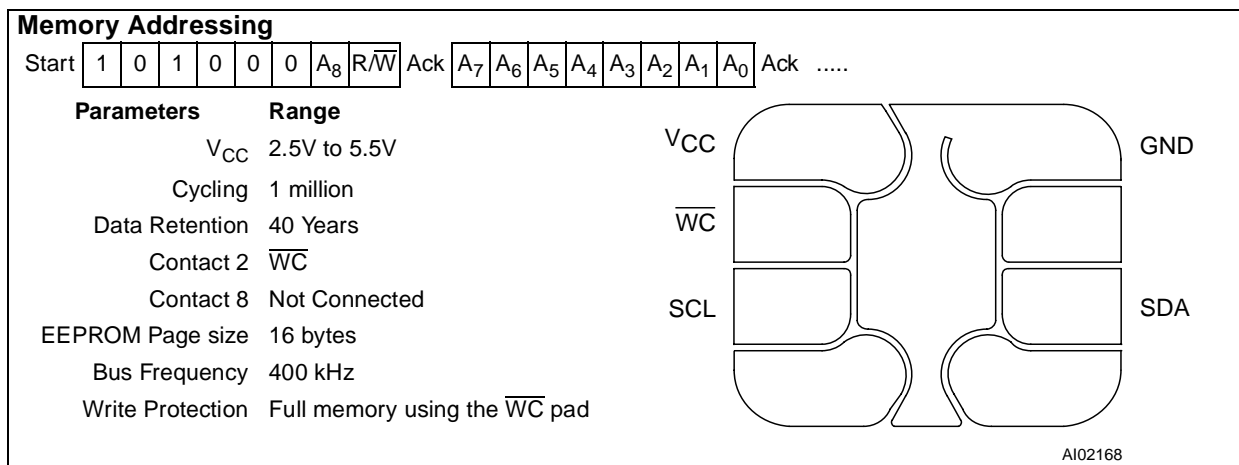 Memory Addressing
Start 1 0 1 0 0 0 A8 R/W̅ Ack A7 A6 A5 A4 A3 A2 A1 A0 Ack .....
Parameters Range
VCC 2.5V to 5.5V
Cycling 1 million
Data Retention 40 Years
Contact 2 W̅C̅
Contact 8 Not Connected
EEPROM Page size 16 bytes
Bus Frequency 400 kHz
Write Protection Full memory using the W̅C̅ pad
VCC
GND
W̅C̅
SCL
SDA
AI02168